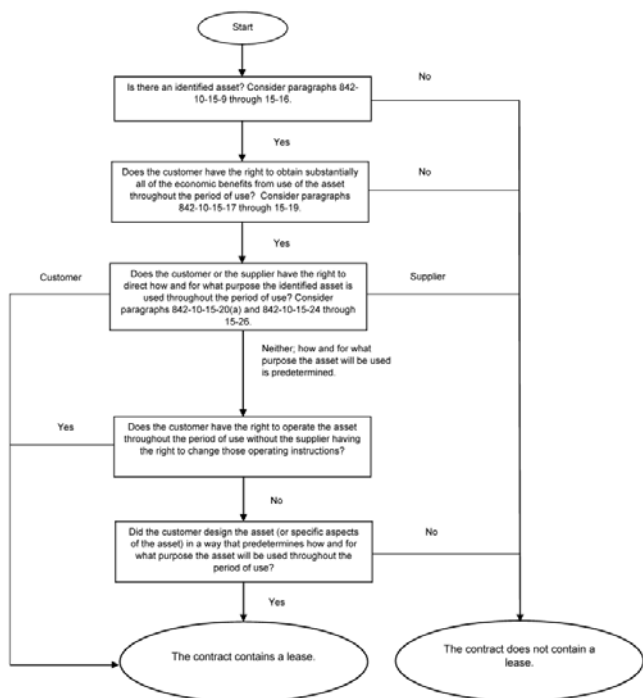 Start
Is there an identified asset? Consider paragraphs 842-
10-15-9 through 15-16.
No
Yes
Does the customer have the right to obtain substantially
all of the economic benefits from use of the asset
throughout the period of use?  Consider paragraphs
842-10-15-17 through 15-19.
No
Yes
Customer
Does the customer or the supplier have the right to
direct how and for what purpose the identified asset is
used throughout the period of use? Consider
paragraphs 842-10-15-20(a) and 842-10-15-24 through
15-26.
Supplier
Neither; how and for what
purpose the asset will be used
is predetermined.
Yes
Does the customer have the right to operate the asset
throughout the period of use without the supplier having
the right to change those operating instructions?
No
Did the customer design the asset (or specific aspects
of the asset) in a way that predetermines how and for
what purpose the asset will be used throughout the
period of use?
No
Yes
The contract contains a lease.
The contract does not contain a
lease.